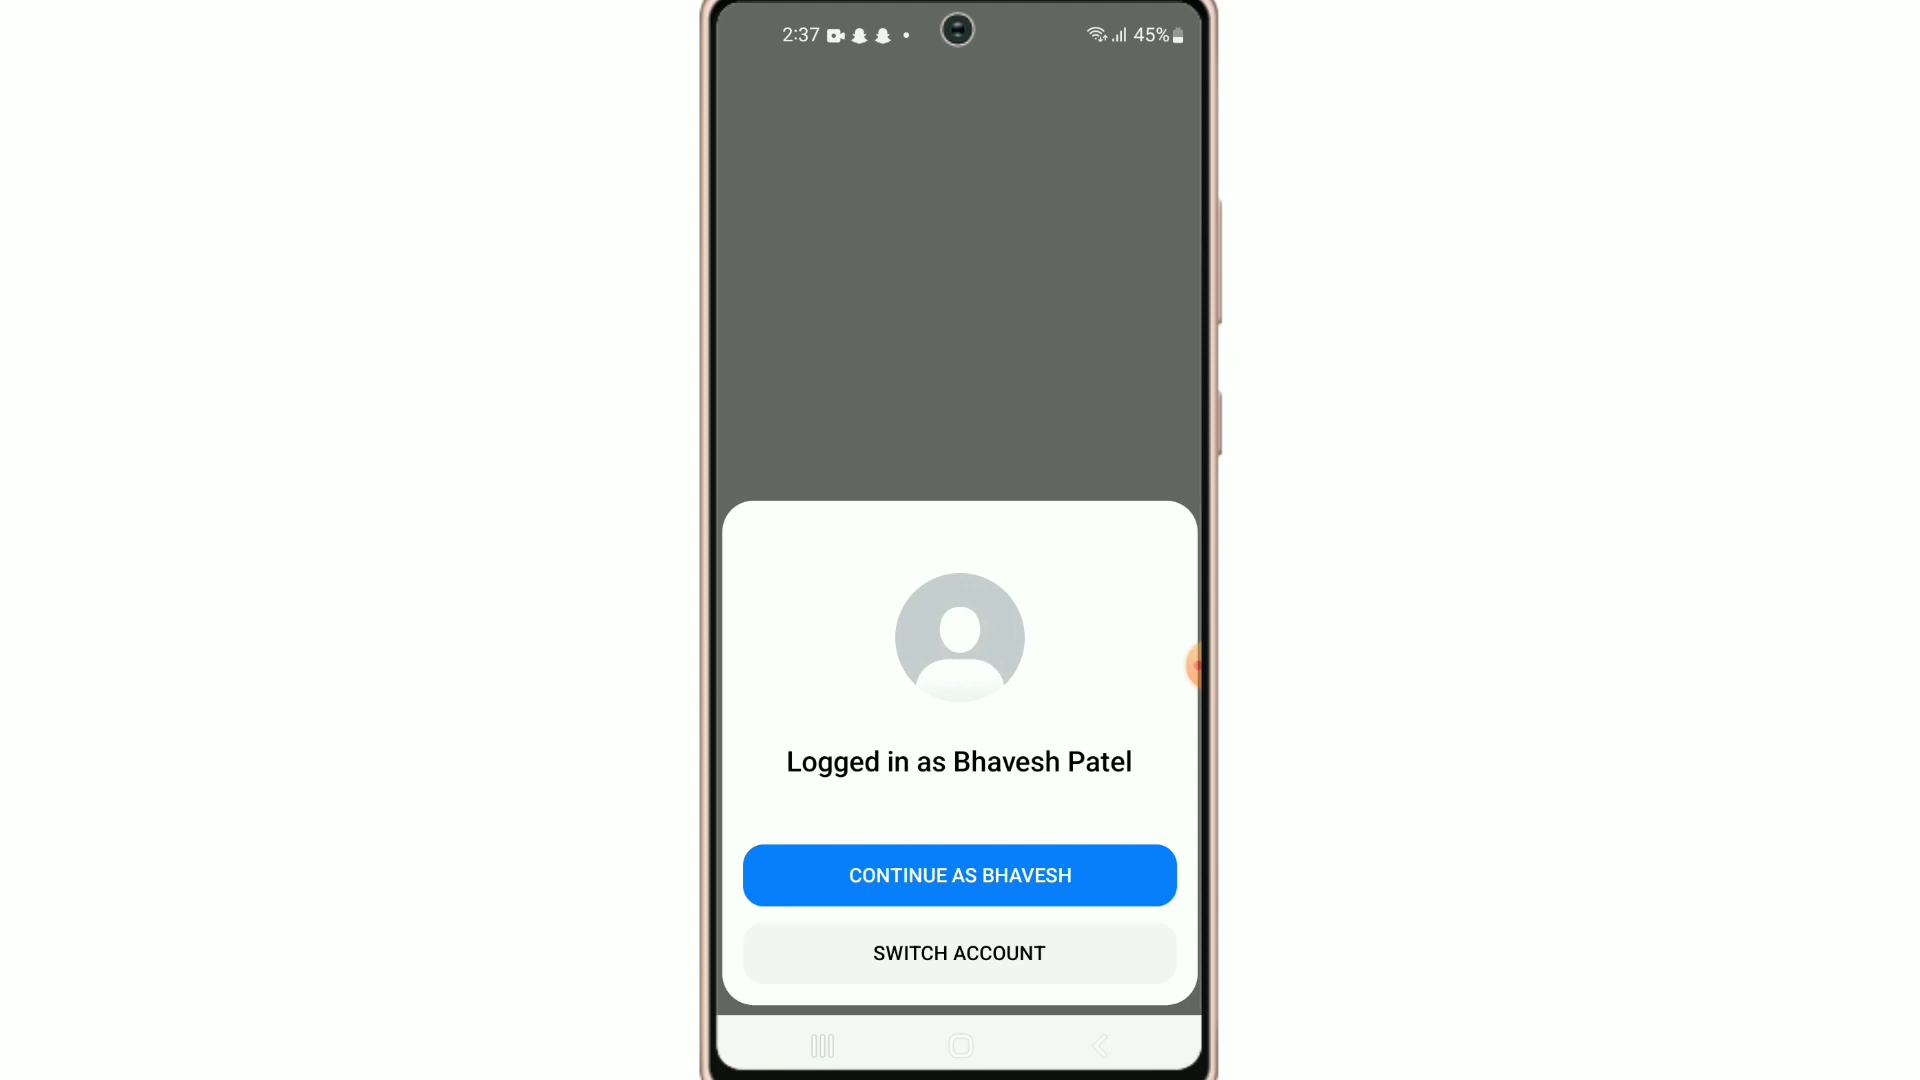 2:37 45%
Logged in as Bhavesh Patel
CONTINUE AS BHAVESH
SWITCH ACCOUNT